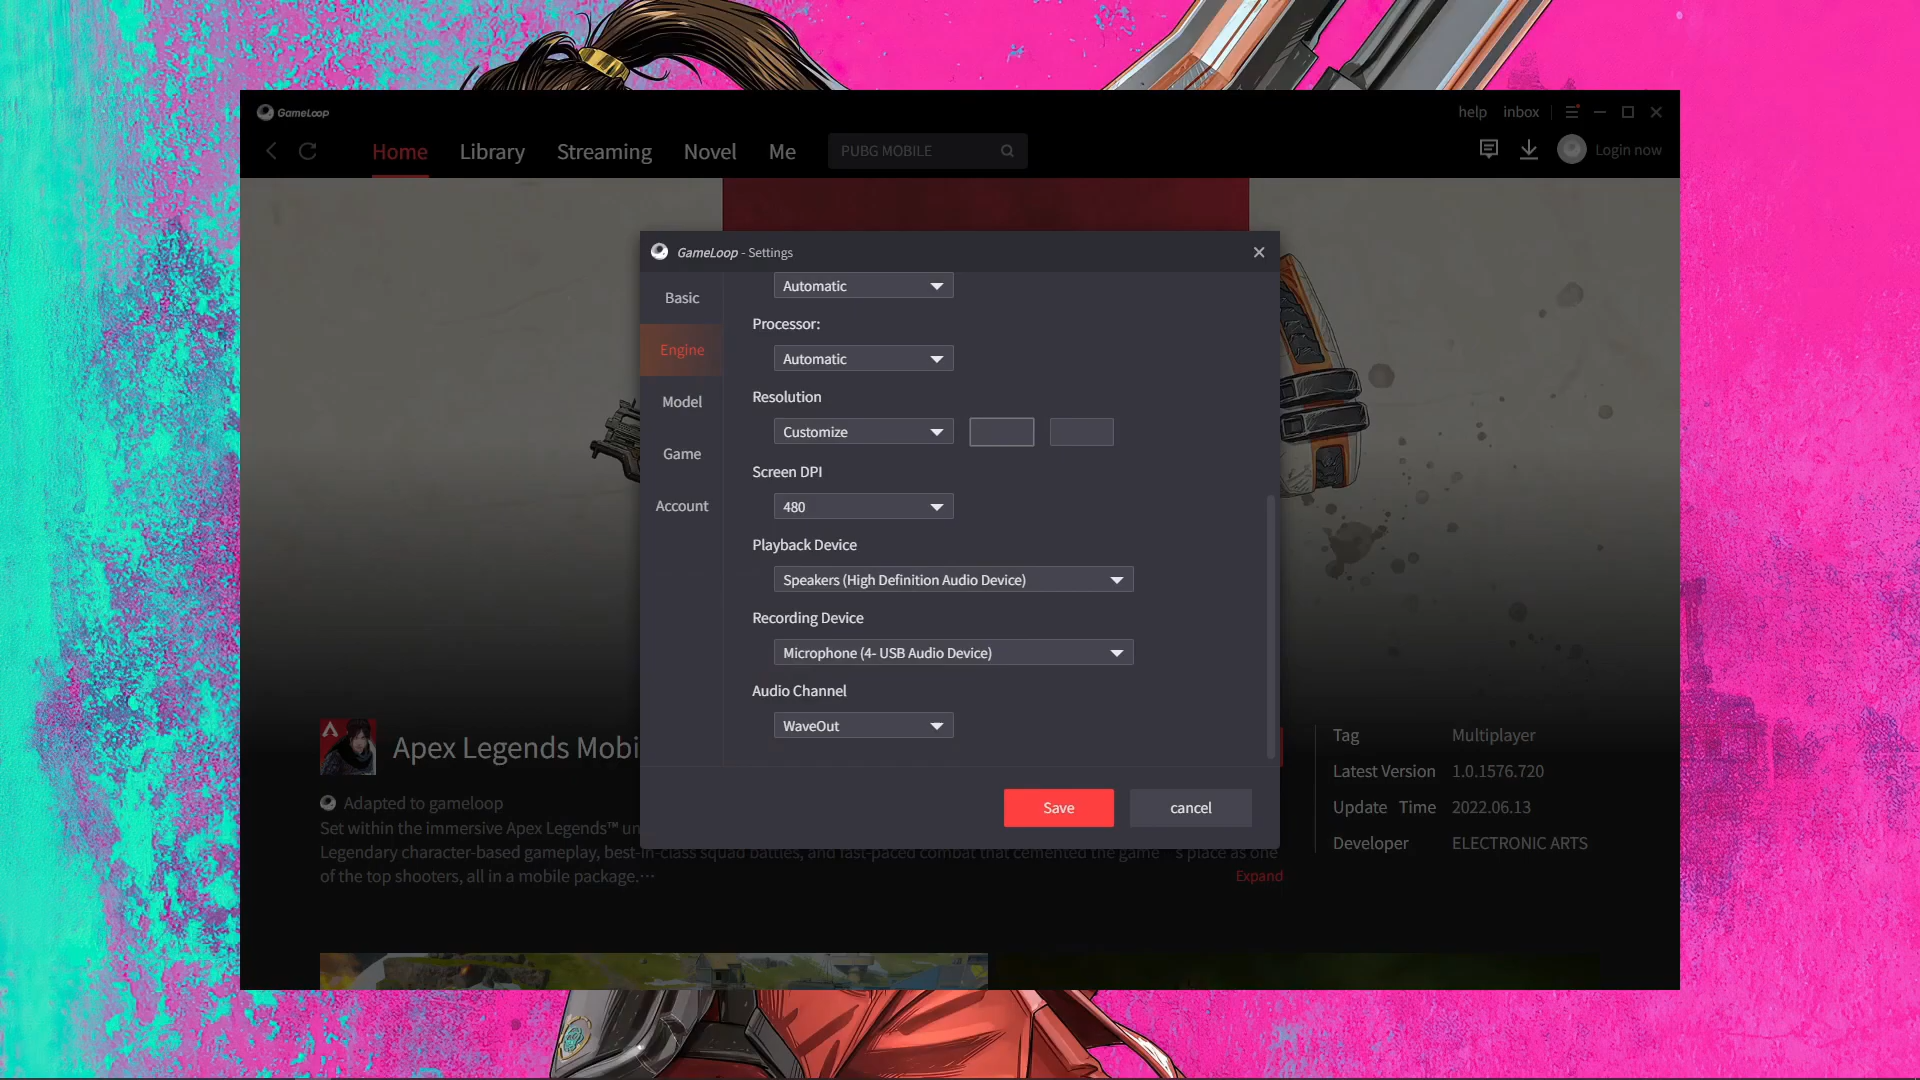 GameLoop
help inbox
Home Library Streaming Novel Me PUBG MOBILE Login now
GameLoop - Settings
Basic
Engine
Model
Game
Account
Automatic
Processor:
Automatic
Resolution
Customize
Screen DPI
480
Playback Device
Speakers (High Definition Audio Device)
Recording Device
Microphone (4- USB Audio Device)
Audio Channel
WaveOut
Save cancel
Apex Legends Mobi
Adapted to gameloop
Set within the immersive Apex Legends™ un
Legendary character-based gameplay, best-in-class squad battles, and fast-paced combat that cemented the game 's place as one
of the top shooters, all in a mobile package.···
Expand
Tag Multiplayer
Latest Version 1.0.1576.720
Update Time 2022.06.13
Developer ELECTRONIC ARTS